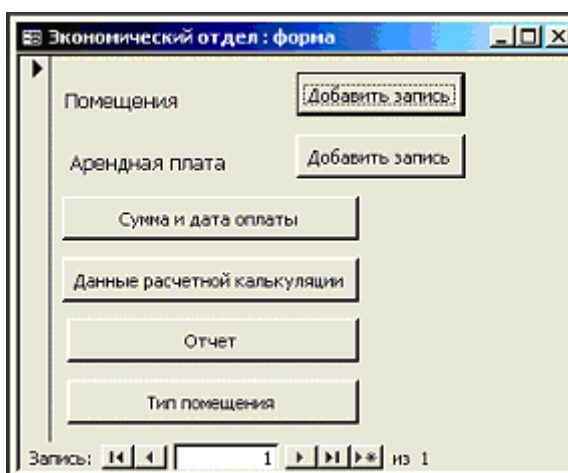 Экономический отдел : форма
Помещения Добавить запись
Арендная плата Добавить запись
Сумма и дата оплаты
Данные расчетной калькуляции
Отчет
Тип помещения
Запись: 1 из 1